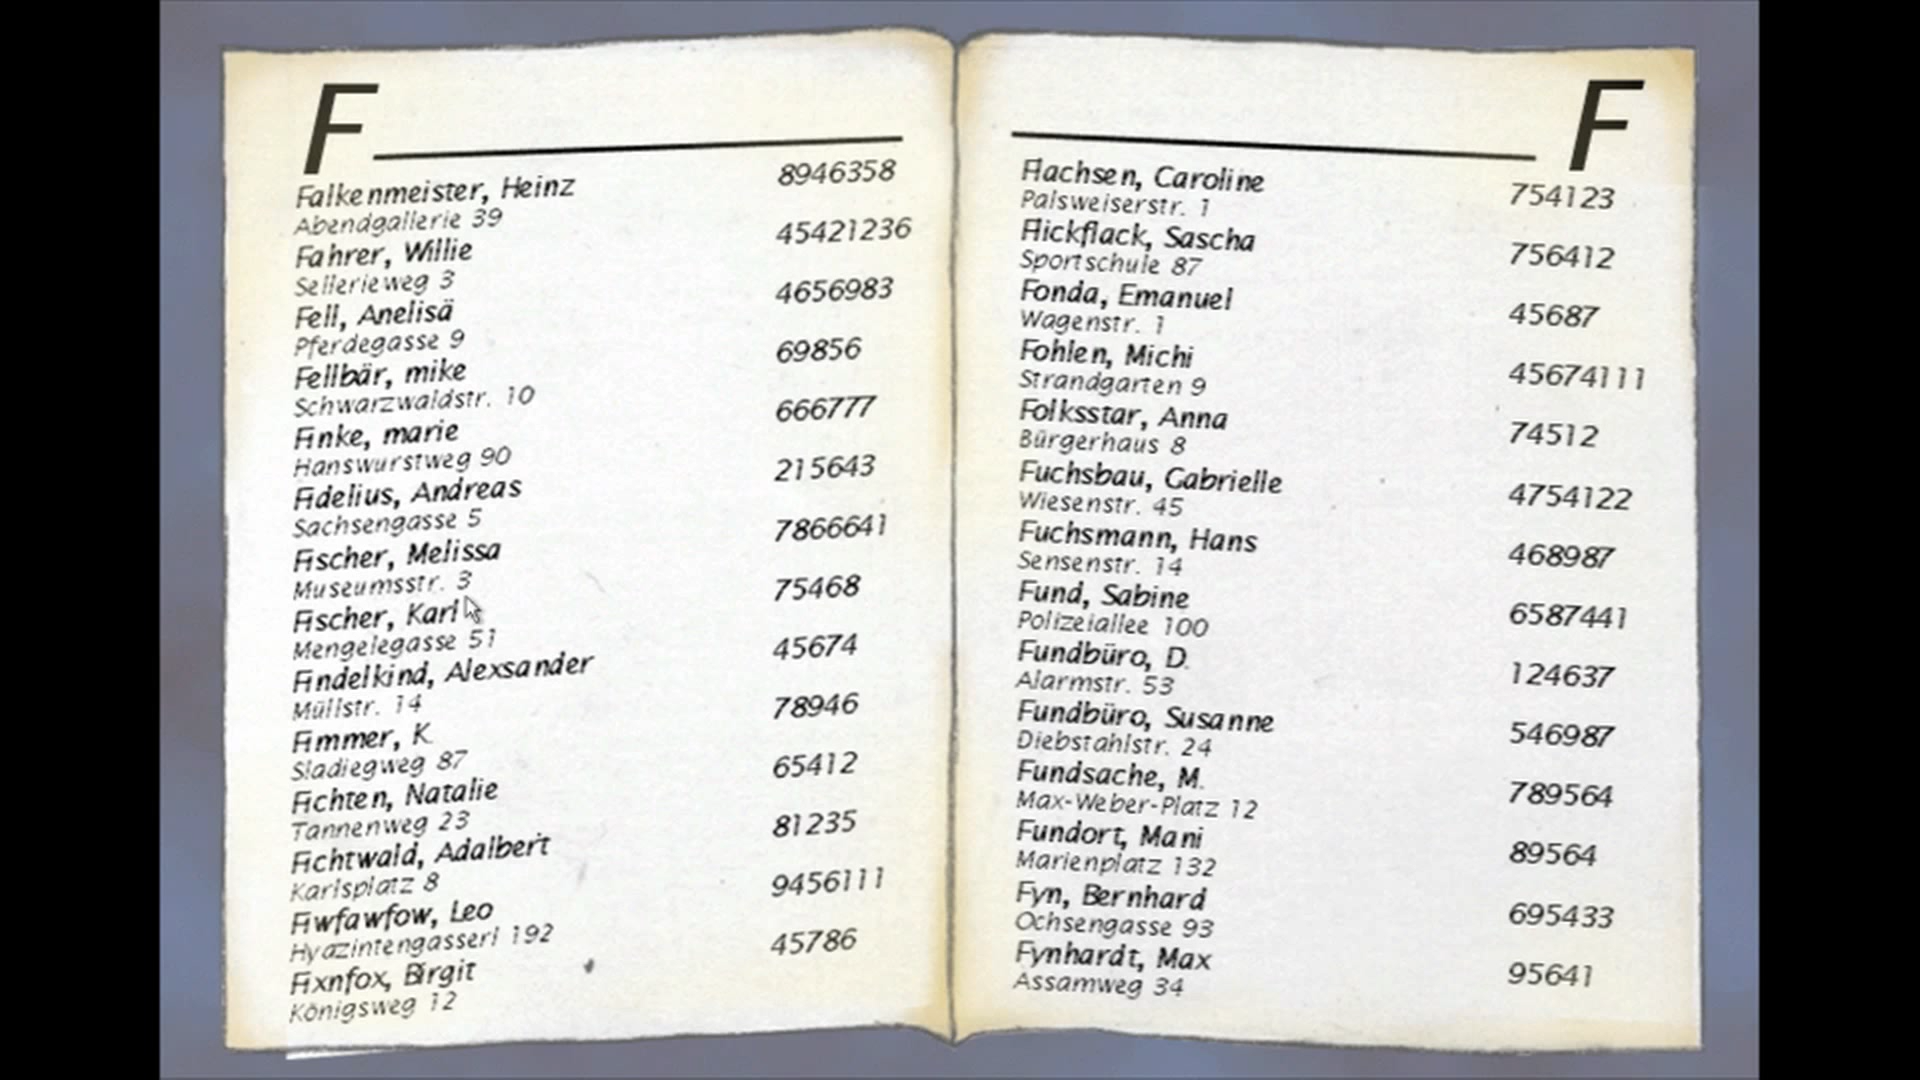 F
Falkenmeister, Heinz 8946358
Abendgallerie 39
Fahrer, Willie 45421236
Sellerieweg 3
Fell, Anelisä 4656983
Pferdegasse 9
Fellbär, mike 69856
Schwarzwaldstr. 10
Finke, marie 666777
Hanswurstweg 90
Fidelius, Andreas 215643
Sachsengasse 5
Fischer, Melissa 7866641
Museumsstr. 3
Fischer, Karl 75468
Mengelegasse 51
Findelkind, Alexsander 45674
Müllstr. 14
Fimmer, K. 78946
Sladiegweg 87
Fichten, Natalie 65412
Tannenweg 23
Fichtwald, Adalbert 81235
Karlsplatz 8
Fiwfawfow, Leo 9456111
Hyazintengasserl 192
Fixnfox, Birgit 45786
Königsweg 12
F
Flachsen, Caroline 754123
Palsweiserstr. 1
Flickflack, Sascha 756412
Sportschule 87
Fonda, Emanuel 45687
Wagenstr. 1
Fohlen, Michi 45674111
Strandgarten 9
Folksstar, Anna 74512
Bürgerhaus 8
Fuchsbau, Gabrielle 4754122
Wiesenstr. 45
Fuchsmann, Hans 468987
Sensenstr. 14
Fund, Sabine 6587441
Polizeiallee 100
Fundbüro, D. 124637
Alarmstr. 53
Fundbüro, Susanne 546987
Diebstahlstr. 24
Fundsache, M. 789564
Max-Weber-Platz 12
Fundort, Mani 89564
Marienplatz 132
Fyn, Bernhard 695433
Ochsengasse 93
Fynhardt, Max 95641
Assamweg 34